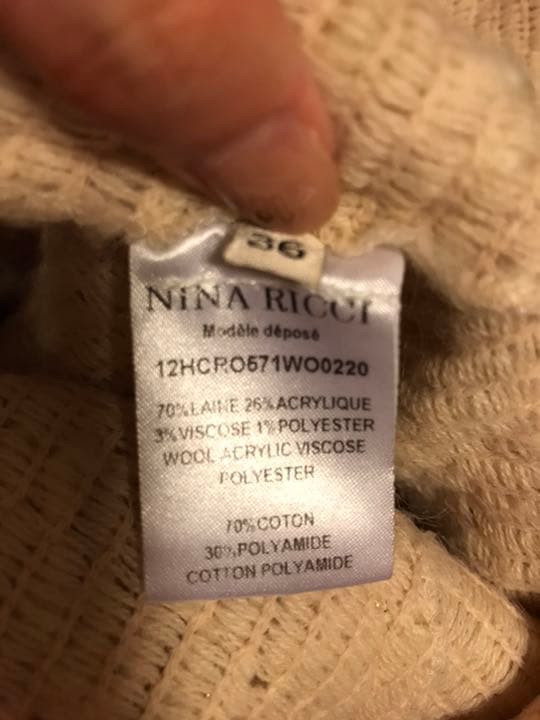 36
NiNA RICCI
Modèle déposé
12HCRO571WO0220
70%LAINE 26%ACRYLIQUE
3%VISCOSE 1%POLYESTER
WOOL ACRYLIC VISCOSE
POLYESTER
70%COTON
30%POLYAMIDE
COTTON POLYAMIDE